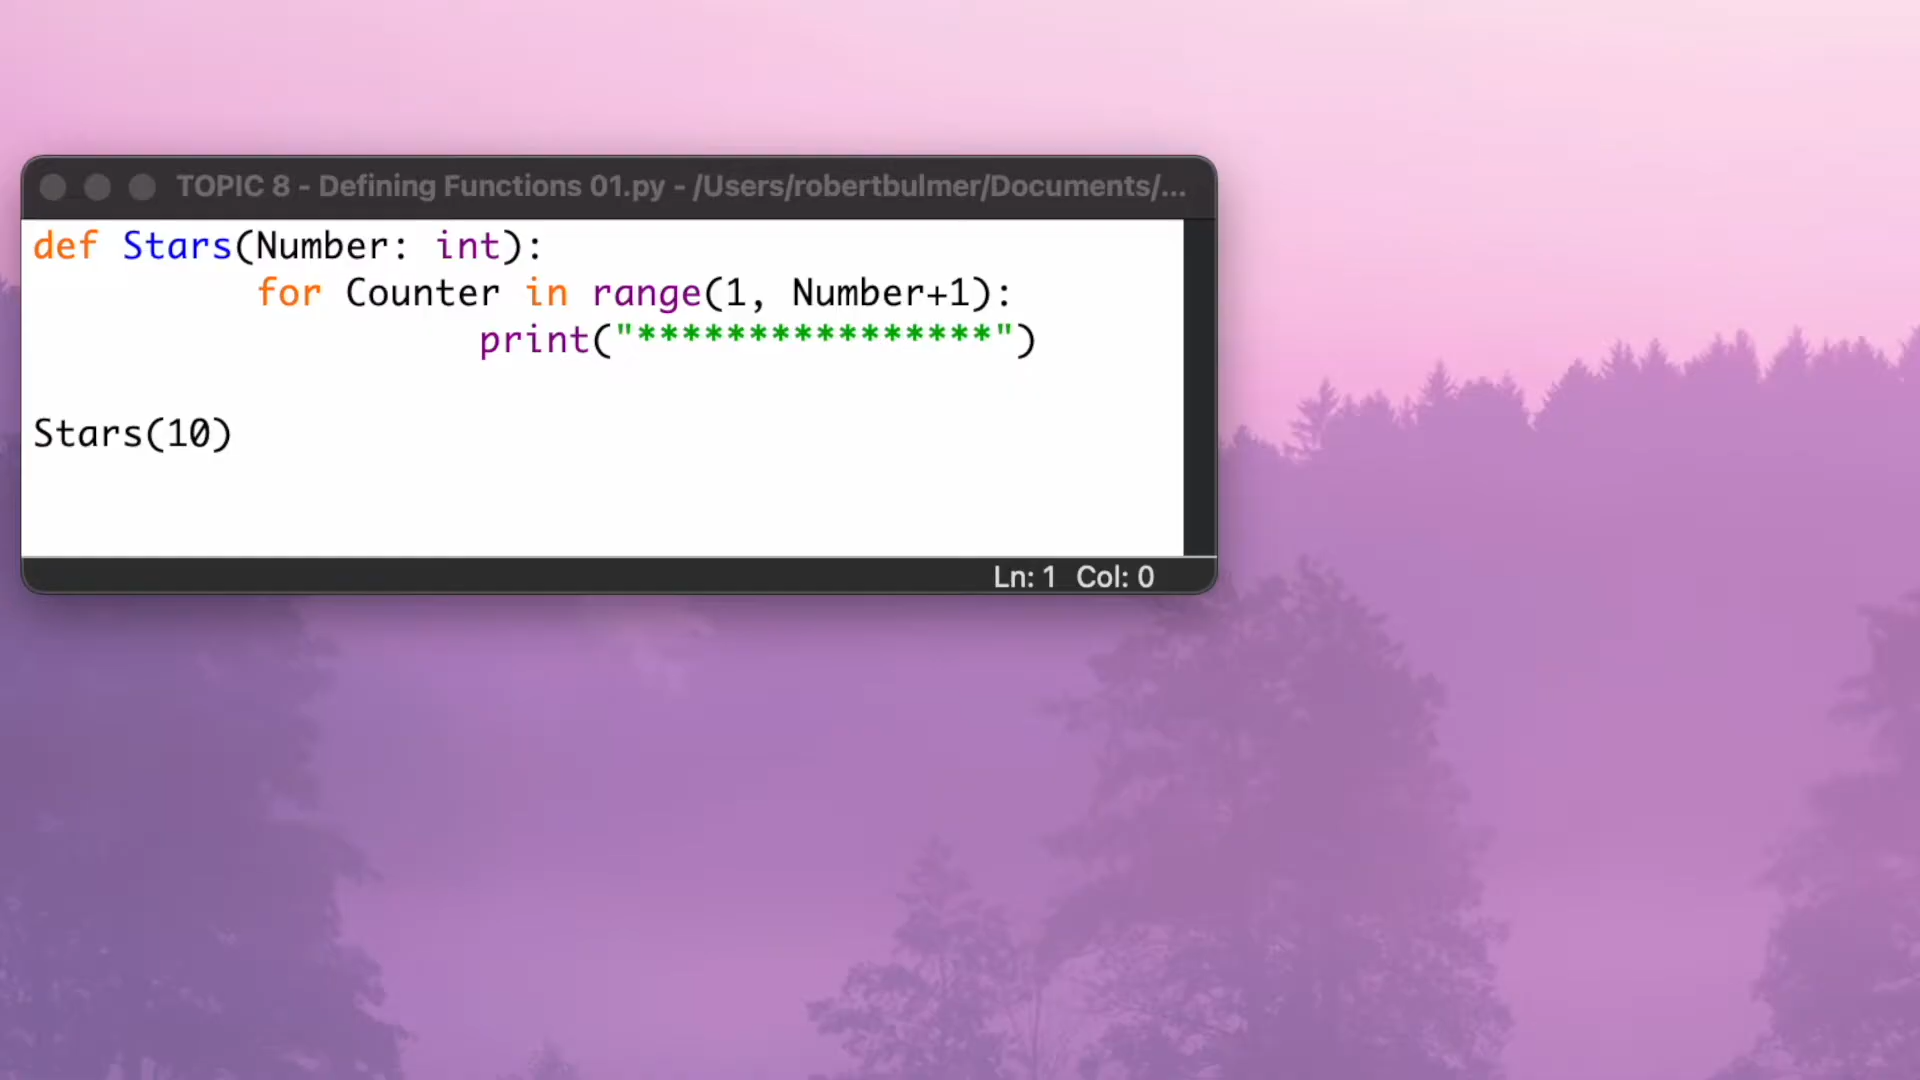 TOPIC 8 - Defining Functions 01.py - /Users/robertbulmer/Documents/...
def Stars(Number: int):
for Counter in range(1, Number+1):
print("****************")
Stars(10)
Ln: 1 Col: 0